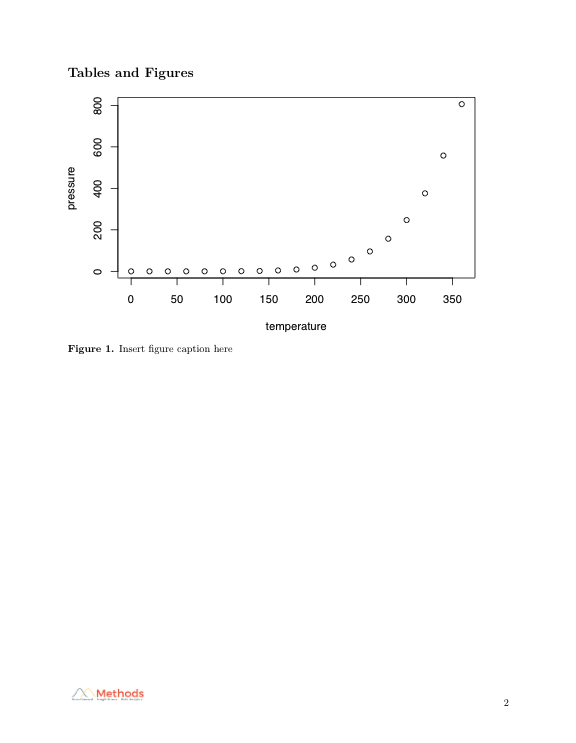 Tables and Figures
800
600
400
200
0
pressure
0 50 100 150 200 250 300 350
temperature
Figure 1. Insert figure caption here
Methods
2